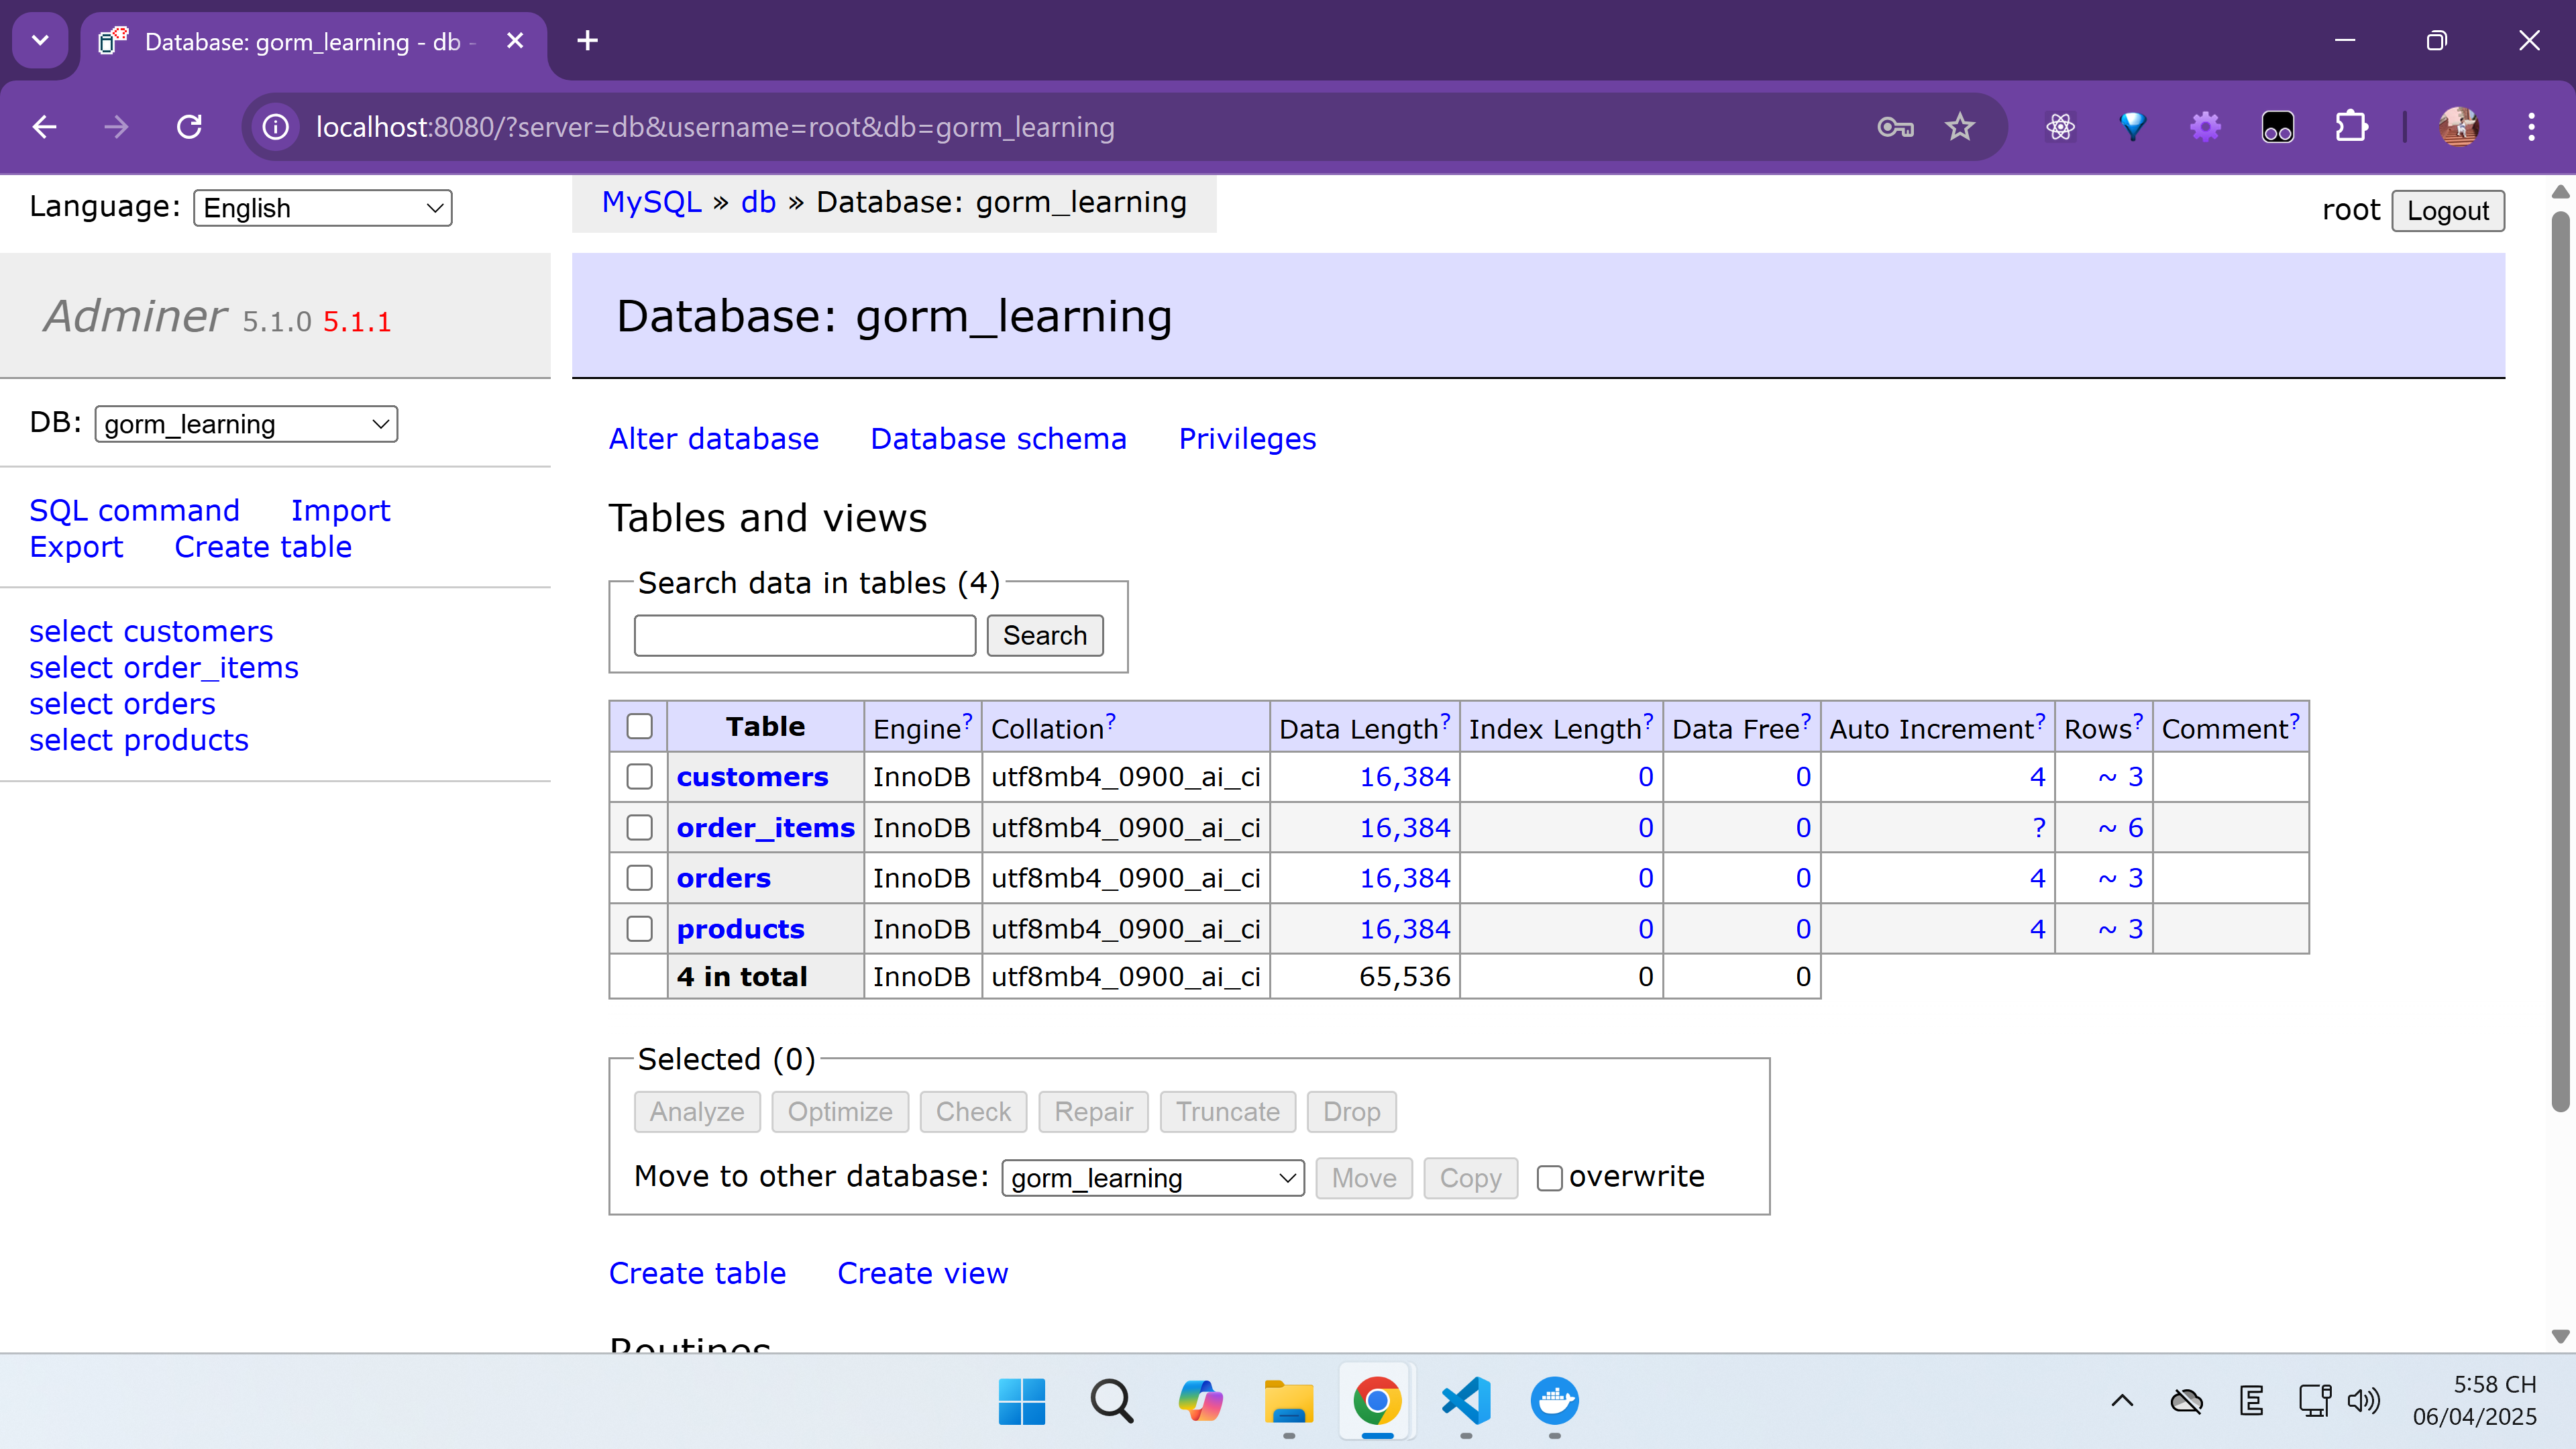 Database: gorm_learning - db -
localhost:8080/?server=db&username=root&db=gorm_learning
Language: English
MySQL » db » Database: gorm_learning
root Logout
Adminer 5.1.0 5.1.1
Database: gorm_learning
DB: gorm_learning
Alter database Database schema Privileges
SQL command Import
Export Create table
select customers
select order_items
select orders
select products
Tables and views
Search data in tables (4)
Search
Table Engine? Collation? Data Length? Index Length? Data Free? Auto Increment? Rows? Comment?
customers InnoDB utf8mb4_0900_ai_ci 16,384 0 0 4 ~ 3
order_items InnoDB utf8mb4_0900_ai_ci 16,384 0 0 ? ~ 6
orders InnoDB utf8mb4_0900_ai_ci 16,384 0 0 4 ~ 3
products InnoDB utf8mb4_0900_ai_ci 16,384 0 0 4 ~ 3
4 in total InnoDB utf8mb4_0900_ai_ci 65,536 0 0
Selected (0)
Analyze Optimize Check Repair Truncate Drop
Move to other database: gorm_learning Move Copy overwrite
Create table Create view
Routines
5:58 CH
06/04/2025